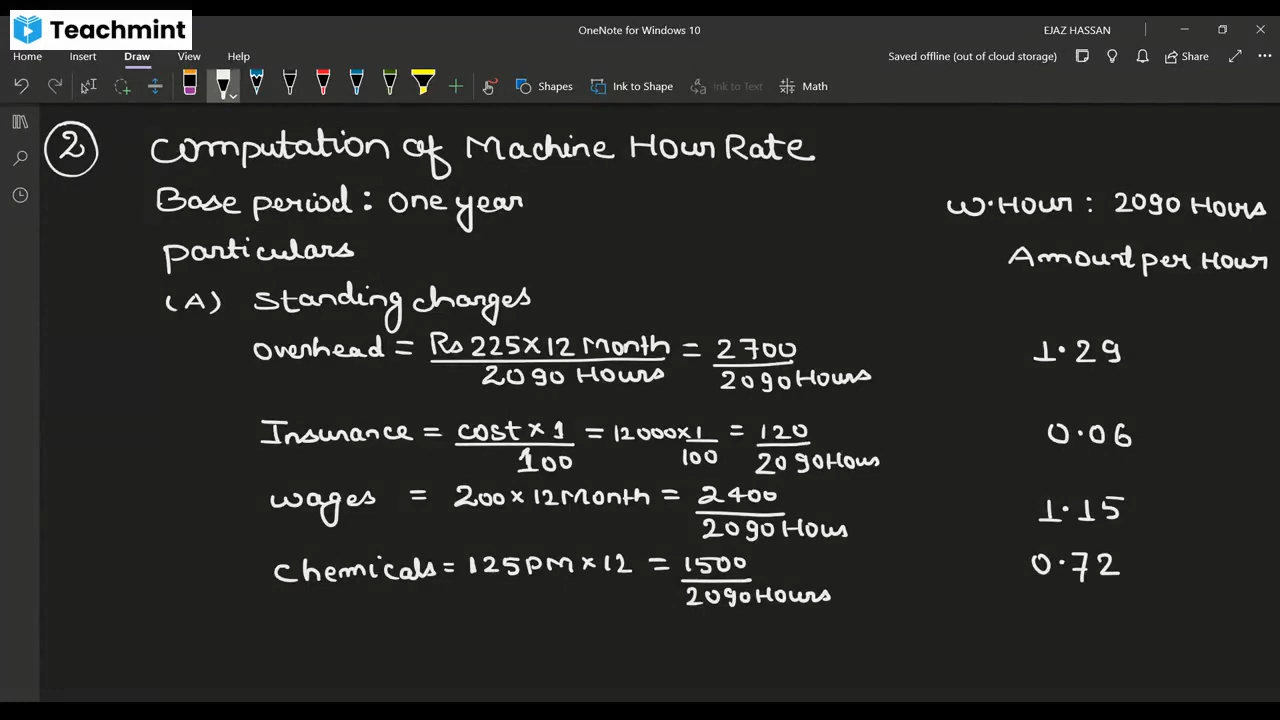 Teachmint
OneNote for Windows 10
EJAZ HASSAN
Home Insert Draw View Help
Saved offline (out of cloud storage) Share
Shapes Ink to Shape Ink to Text Math
2 Computation of Machine Hour Rate
Base period: One year W.Hour: 2090 Hours
particulars Amount per Hour
(A) Standing charges
Overhead = Rs 225 x 12 Month / 2090 Hours = 2700 / 2090 Hours 1.29
Insurance = cost x 1 / 100 = 12000 x 1 / 100 = 120 / 2090 Hous 0.06
wages = 200 x 12 Month = 2400 / 2090 Hous 1.15
Chemicals = 125 PM x 12 = 1500 / 2090 Hours 0.72